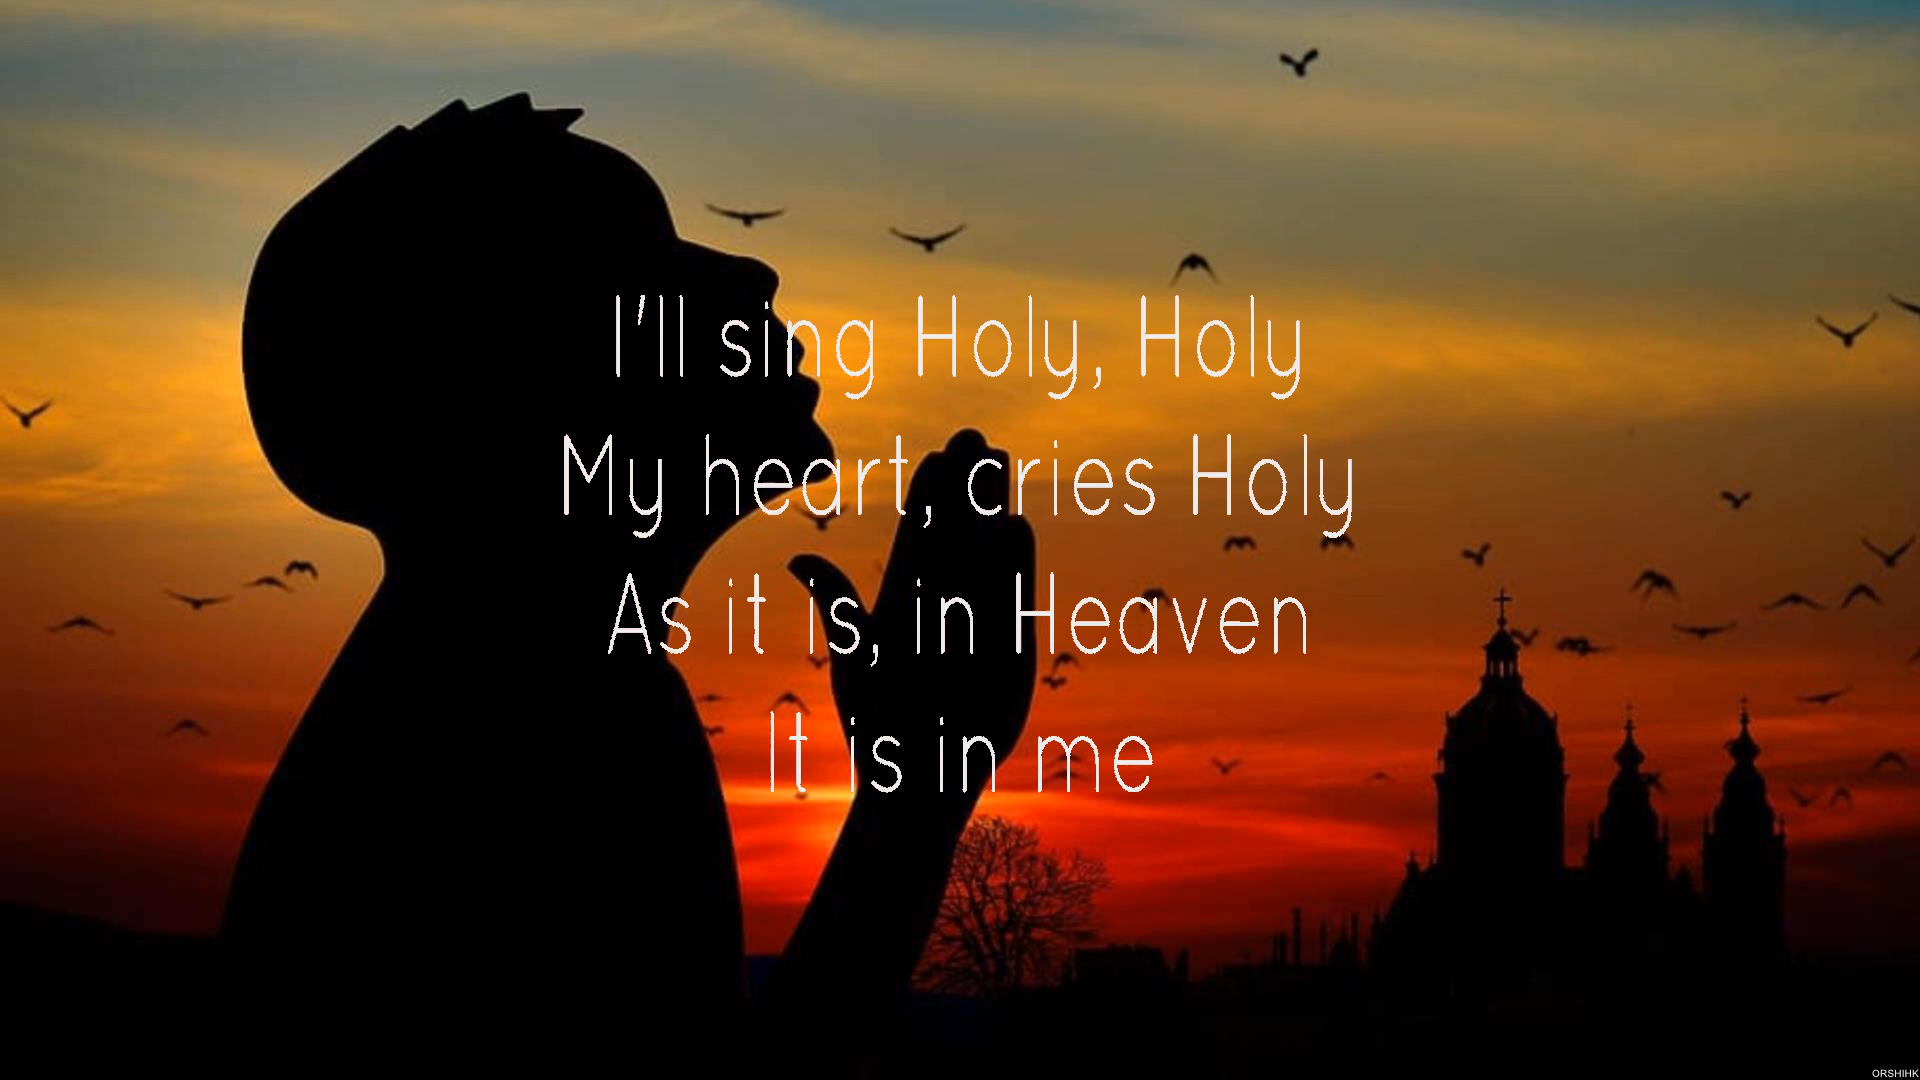 I'll sing Holy, Holy
My heart, cries Holy
As it is, in Heaven
It is in me
ORSHIHK